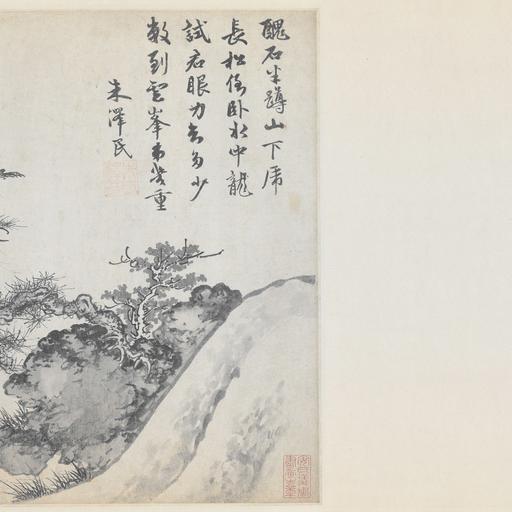 醜石半蹲山下虎
長松倒臥水中龍
試君眼力知多少
數到雲峯第幾重
朱澤民